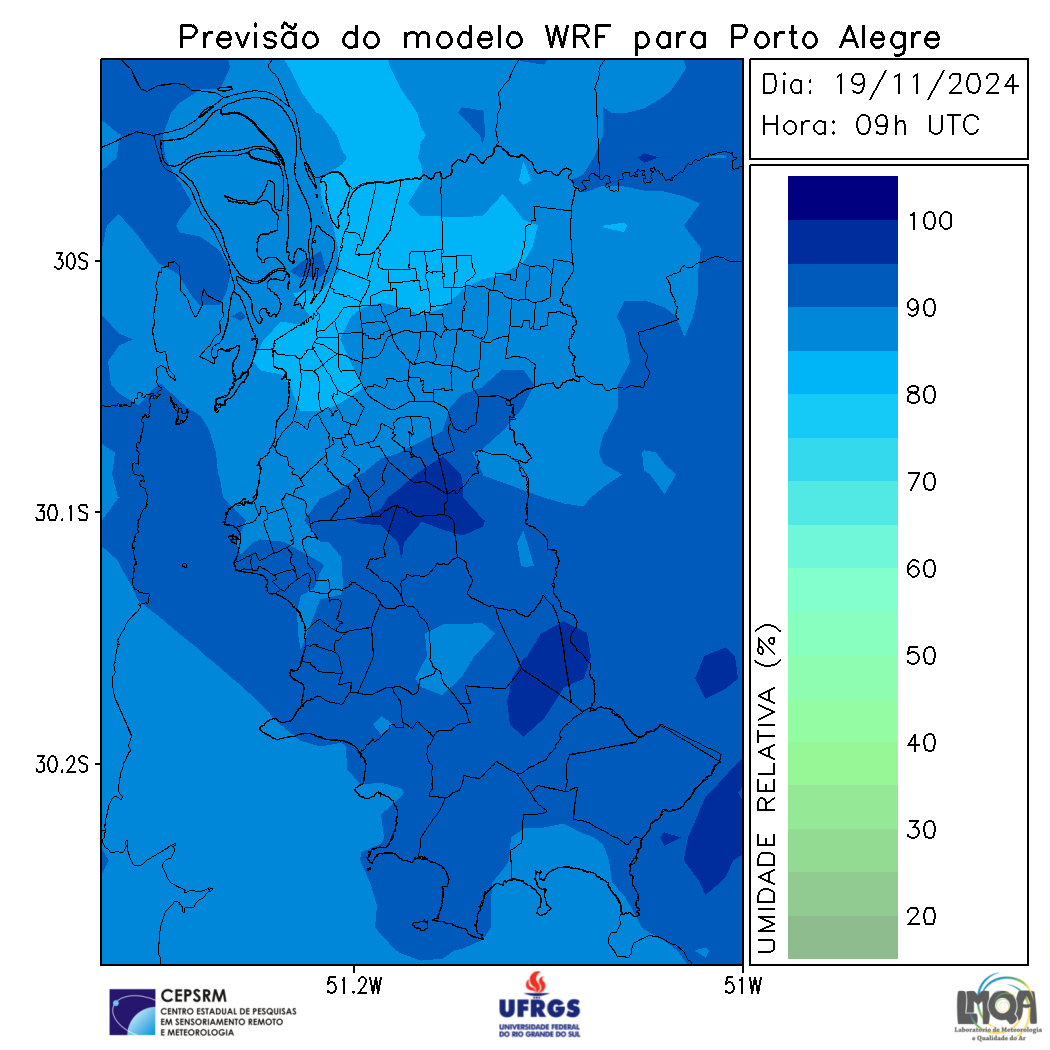 Previsão do modelo WRF para Porto Alegre
Dia: 19/11/2024
Hora: 09h UTC
30S
30.1S
30.2S
51.2W
51W
UMIDADE RELATIVA (%)
100
90
80
70
60
50
40
30
20
CEPSRM
CENTRO ESTADUAL DE PESQUISAS
EM SENSORIAMENTO REMOTO
E METEOROLOGIA
UFRGS
UNIVERSIDADE FEDERAL
DO RIO GRANDE DO SUL
LMQA
Laboratório de Meteorologia
e Qualidade do Ar